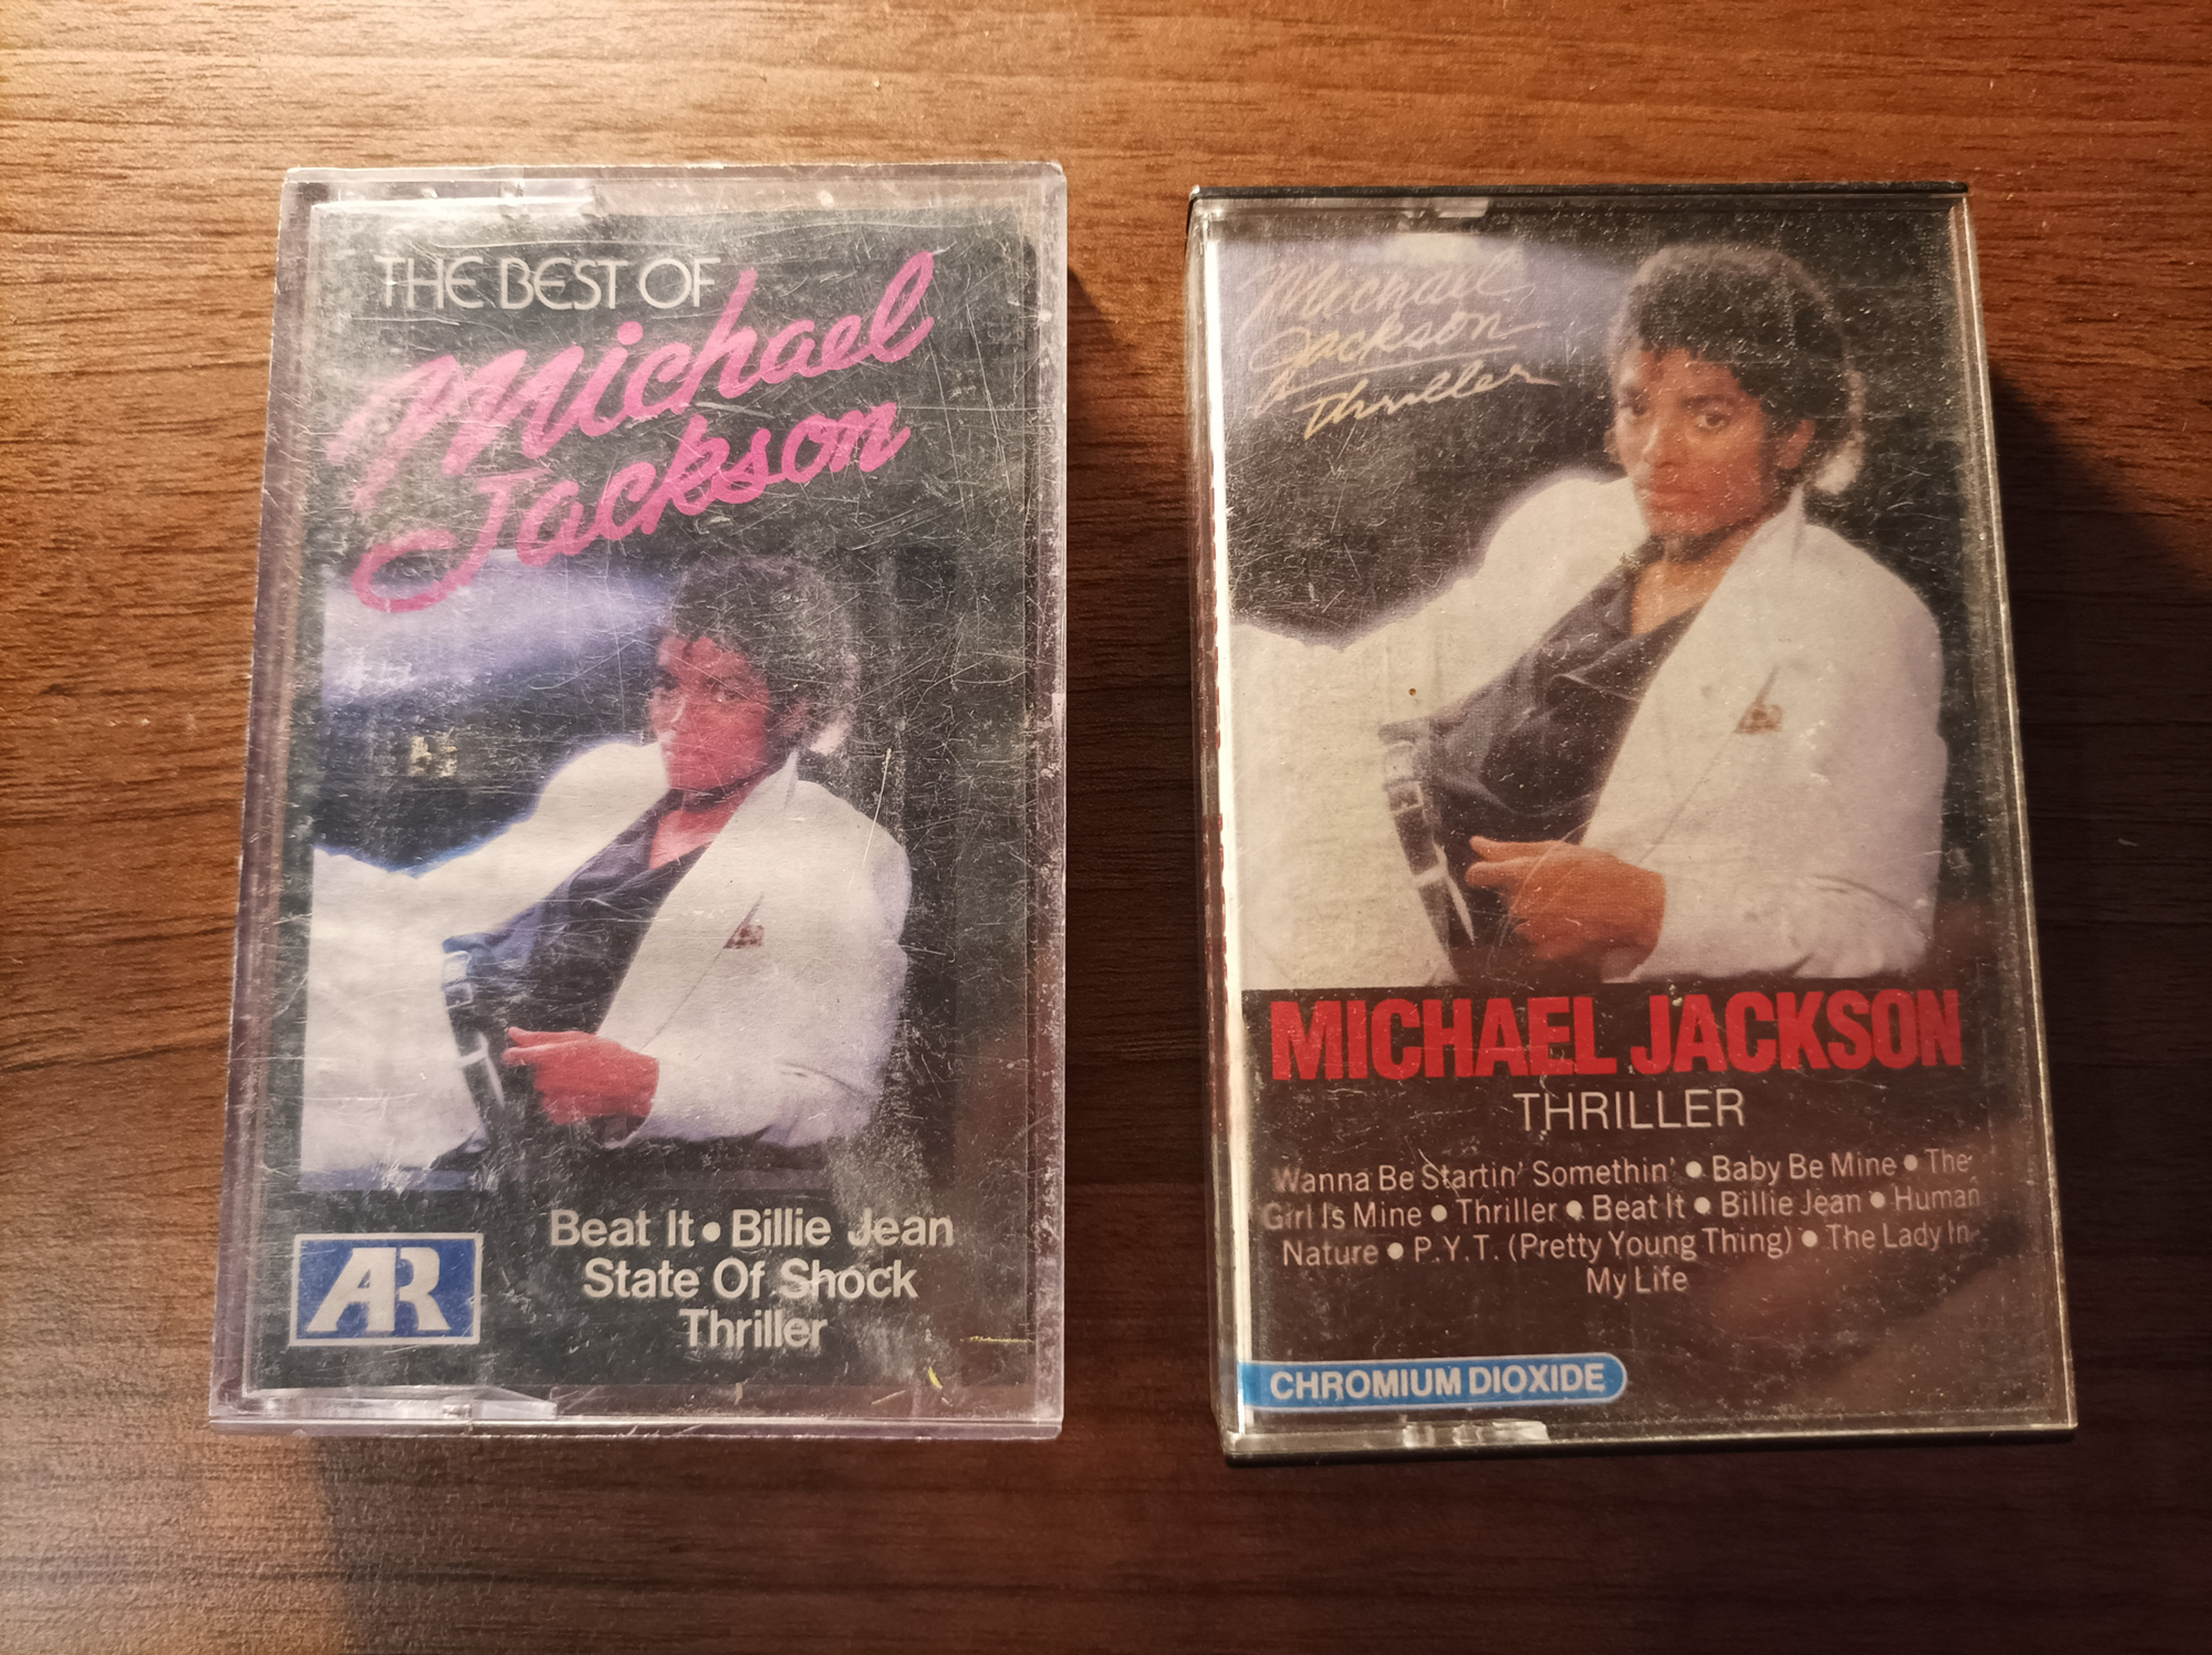 THE BEST OF
Michael
Jackson
AR
Beat It • Billie Jean
State Of Shock
Thriller
Michael
Jackson
Thriller
MICHAEL JACKSON
THRILLER
Wanna Be Startin' Somethin' • Baby Be Mine • The
Girl Is Mine • Thriller • Beat It • Billie Jean • Human
Nature • P.Y.T. (Pretty Young Thing) • The Lady In
My Life
CHROMIUM DIOXIDE